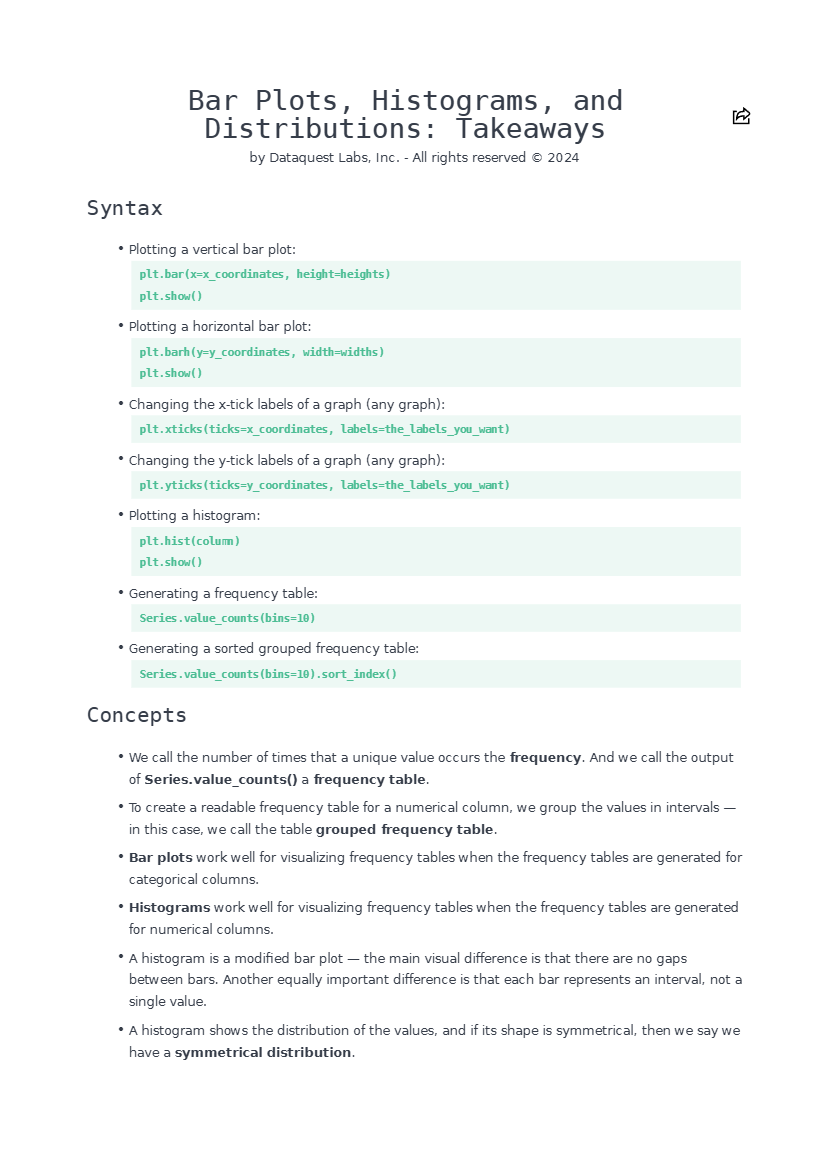 Bar Plots, Histograms, and
Distributions: Takeaways
by Dataquest Labs, Inc. - All rights reserved © 2024
Syntax
• Plotting a vertical bar plot:
plt.bar(x=x_coordinates, height=heights)
plt.show()
• Plotting a horizontal bar plot:
plt.barh(y=y_coordinates, width=widths)
plt.show()
• Changing the x-tick labels of a graph (any graph):
plt.xticks(ticks=x_coordinates, labels=the_labels_you_want)
• Changing the y-tick labels of a graph (any graph):
plt.yticks(ticks=y_coordinates, labels=the_labels_you_want)
• Plotting a histogram:
plt.hist(column)
plt.show()
• Generating a frequency table:
Series.value_counts(bins=10)
• Generating a sorted grouped frequency table:
Series.value_counts(bins=10).sort_index()
Concepts
• We call the number of times that a unique value occurs the frequency. And we call the output
of Series.value_counts() a frequency table.
• To create a readable frequency table for a numerical column, we group the values in intervals —
in this case, we call the table grouped frequency table.
• Bar plots work well for visualizing frequency tables when the frequency tables are generated for
categorical columns.
• Histograms work well for visualizing frequency tables when the frequency tables are generated
for numerical columns.
• A histogram is a modified bar plot — the main visual difference is that there are no gaps
between bars. Another equally important difference is that each bar represents an interval, not a
single value.
• A histogram shows the distribution of the values, and if its shape is symmetrical, then we say we
have a symmetrical distribution.